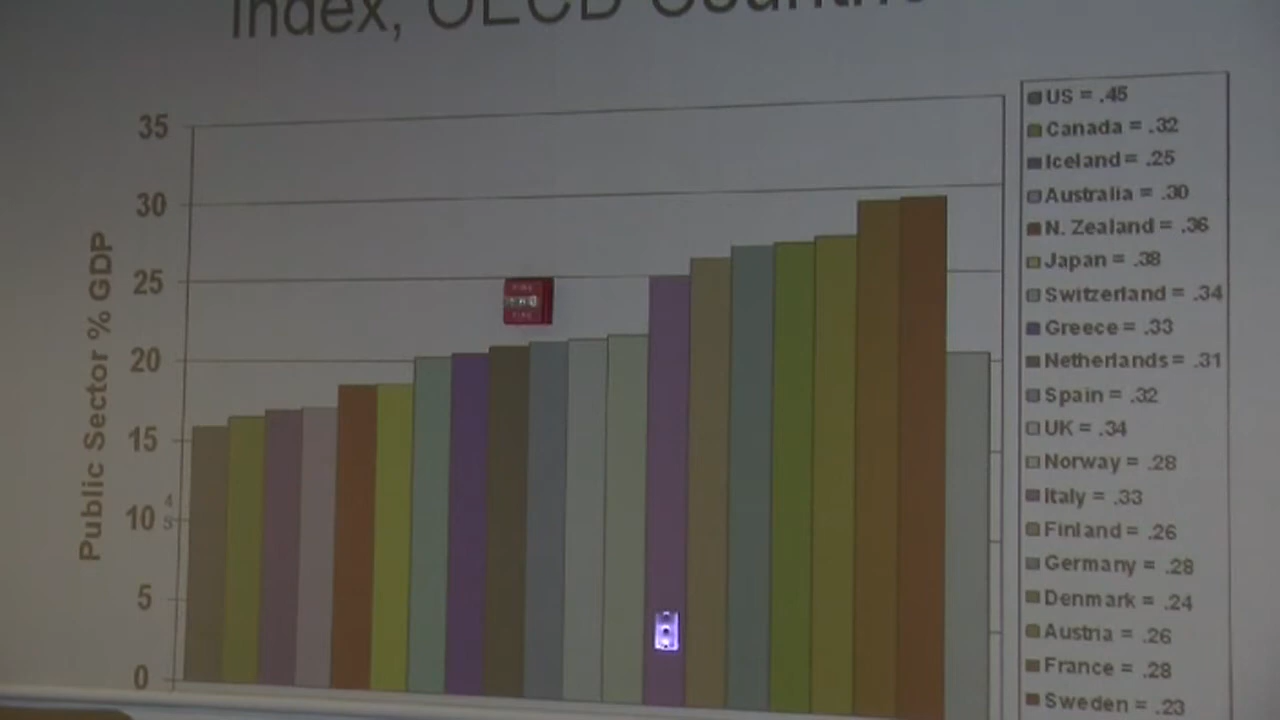 Index, OECD Countrie
35
30
25
20
15
10
5
0
Public Sector % GDP
FIRE
FIRE
US = .45
Canada = .32
Iceland = .25
Australia = .30
N. Zealand = .36
Japan = .38
Switzerland = .34
Greece = .33
Netherlands = .31
Spain = .32
UK = .34
Norway = .28
Italy = .33
Finland = .26
Germany = .28
Denmark = .24
Austria = .26
France = .28
Sweden = .23